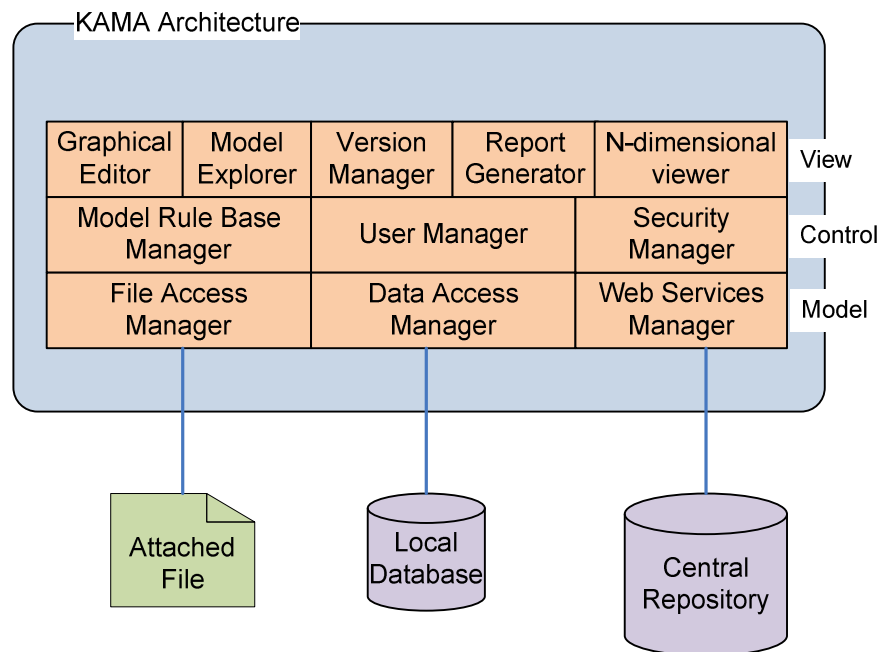 KAMA Architecture
Graphical
Editor
Model
Explorer
Version
Manager
Report
Generator
N-dimensional
viewer
View
Model Rule Base
Manager
User Manager
Security
Manager
Control
File Access
Manager
Data Access
Manager
Web Services
Manager
Model
Attached
File
Local
Database
Central
Repository